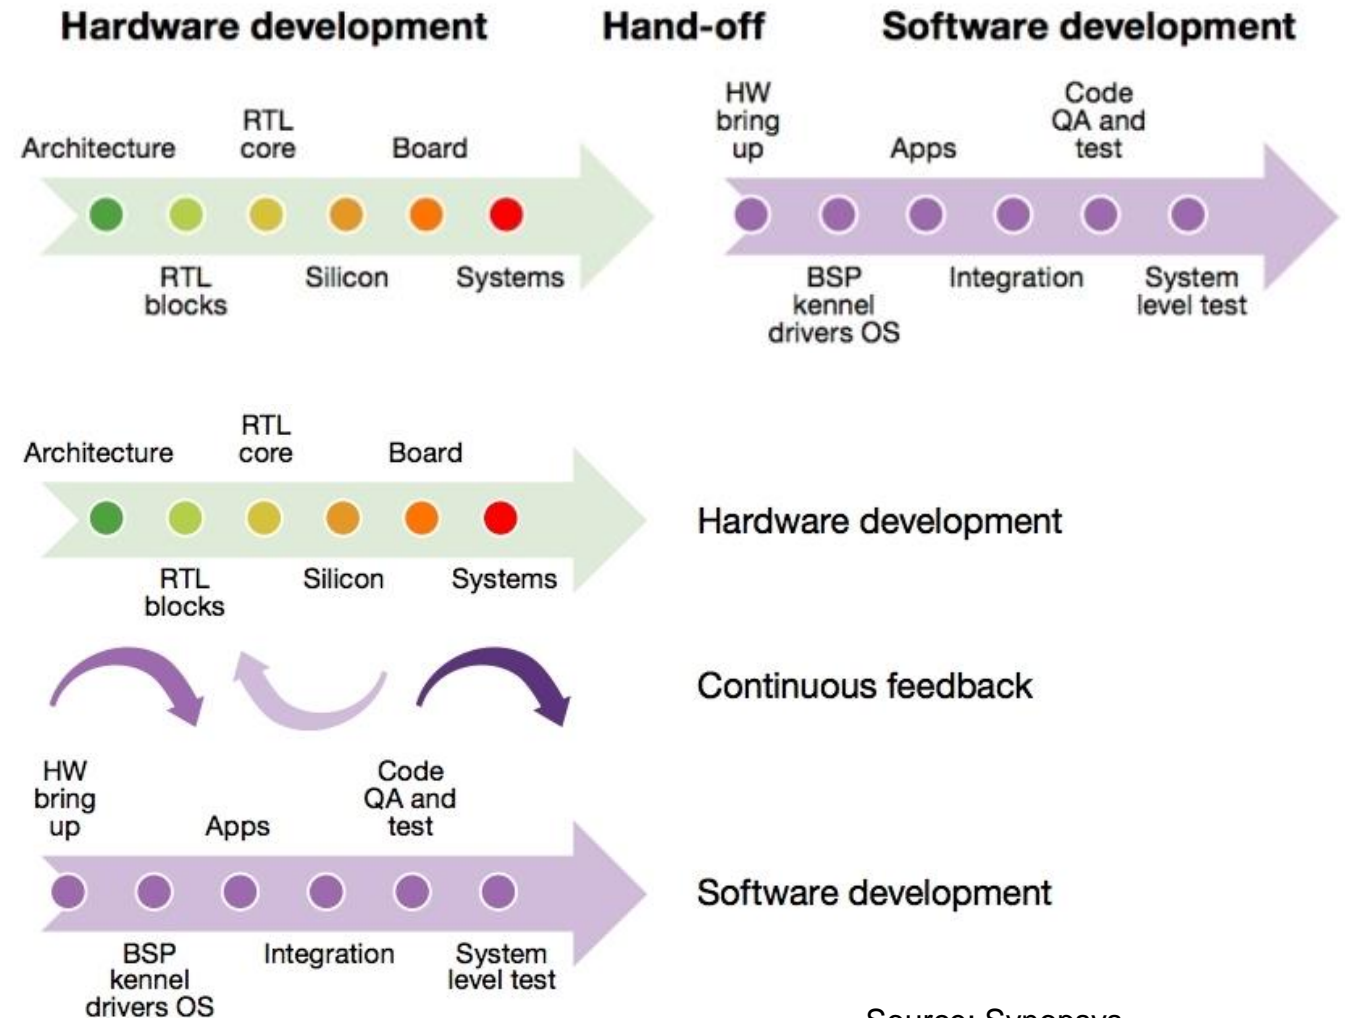 Hardware development
Hand-off
Software development
Architecture
RTL
core
Board
RTL
blocks
Silicon
Systems
HW
bring
up
Apps
Code
QA and
test
BSP
kennel
drivers OS
Integration
System
level test
Architecture
RTL
core
Board
RTL
blocks
Silicon
Systems
Hardware development
Continuous feedback
HW
bring
up
Apps
Code
QA and
test
BSP
kennel
drivers OS
Integration
System
level test
Software development
Source: Synopsys